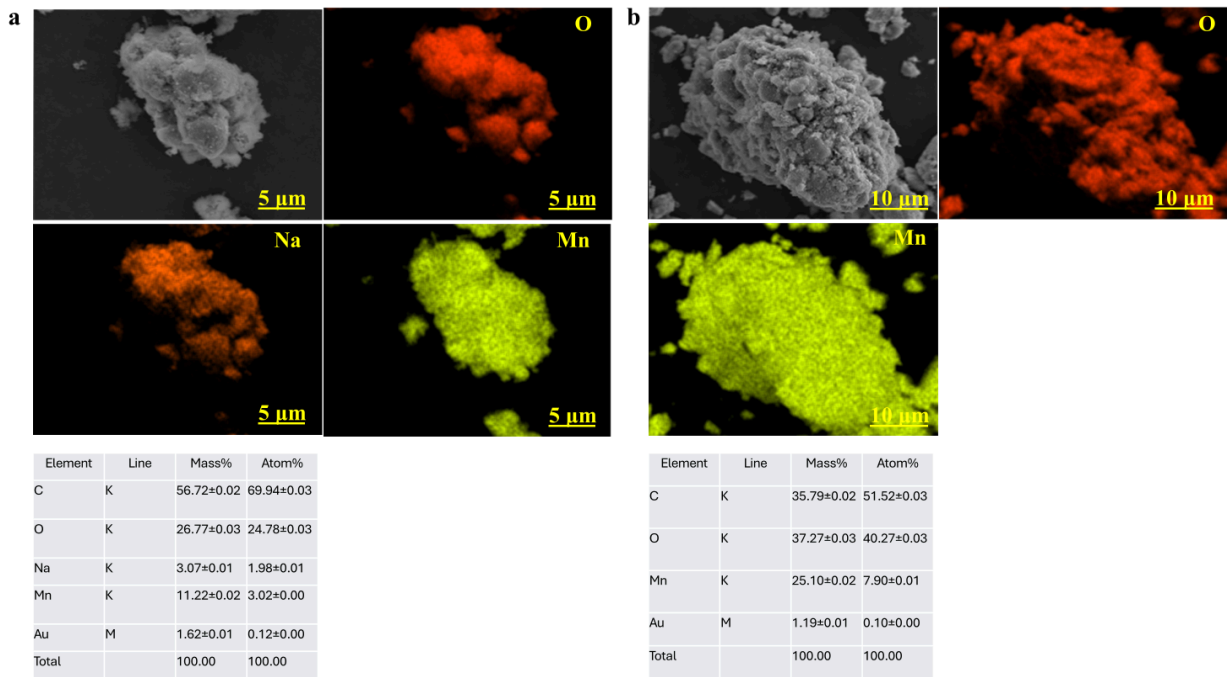 a
O
5 µm
5 µm
Na
Mn
5 µm
5 µm
Element Line Mass% Atom%
C K 56.72±0.02 69.94±0.03
O K 26.77±0.03 24.78±0.03
Na K 3.07±0.01 1.98±0.01
Mn K 11.22±0.02 3.02±0.00
Au M 1.62±0.01 0.12±0.00
Total 100.00 100.00
b
O
10 µm
10 µm
Mn
10 µm
Element Line Mass% Atom%
C K 35.79±0.02 51.52±0.03
O K 37.27±0.03 40.27±0.03
Mn K 25.10±0.02 7.90±0.01
Au M 1.19±0.01 0.10±0.00
Total 100.00 100.00